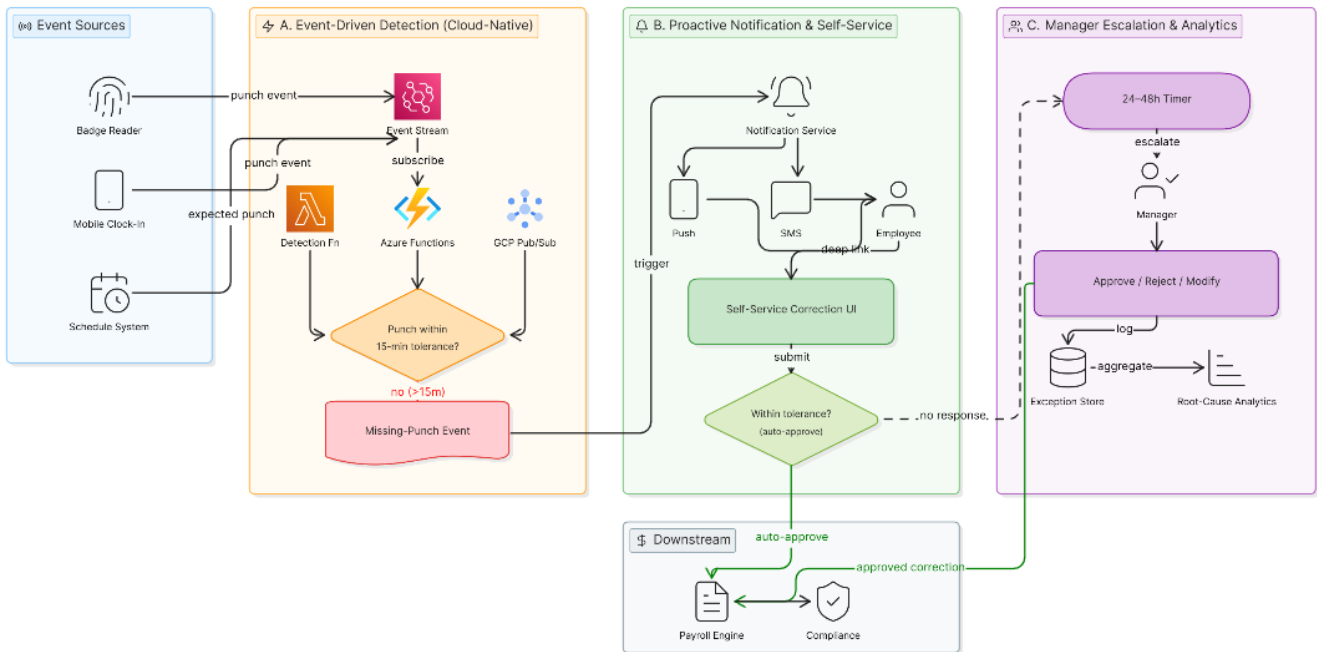 Event Sources
Badge Reader
Mobile Clock-In
Schedule System
punch event
punch event
expected punch
A. Event-Driven Detection (Cloud-Native)
Event Stream
subscribe
Detection Fn
Azure Functions
GCP Pub/Sub
Punch within
15-min tolerance?
no (>15m)
Missing-Punch Event
trigger
B. Proactive Notification & Self-Service
Notification Service
Push
SMS
Employee
deep link
Self-Service Correction UI
submit
Within tolerance?
(auto-approve)
no response
C. Manager Escalation & Analytics
24–48h Timer
escalate
Manager
Approve / Reject / Modify
log
Exception Store
aggregate
Root-Cause Analytics
$ Downstream
auto-approve
approved correction
Payroll Engine
Compliance